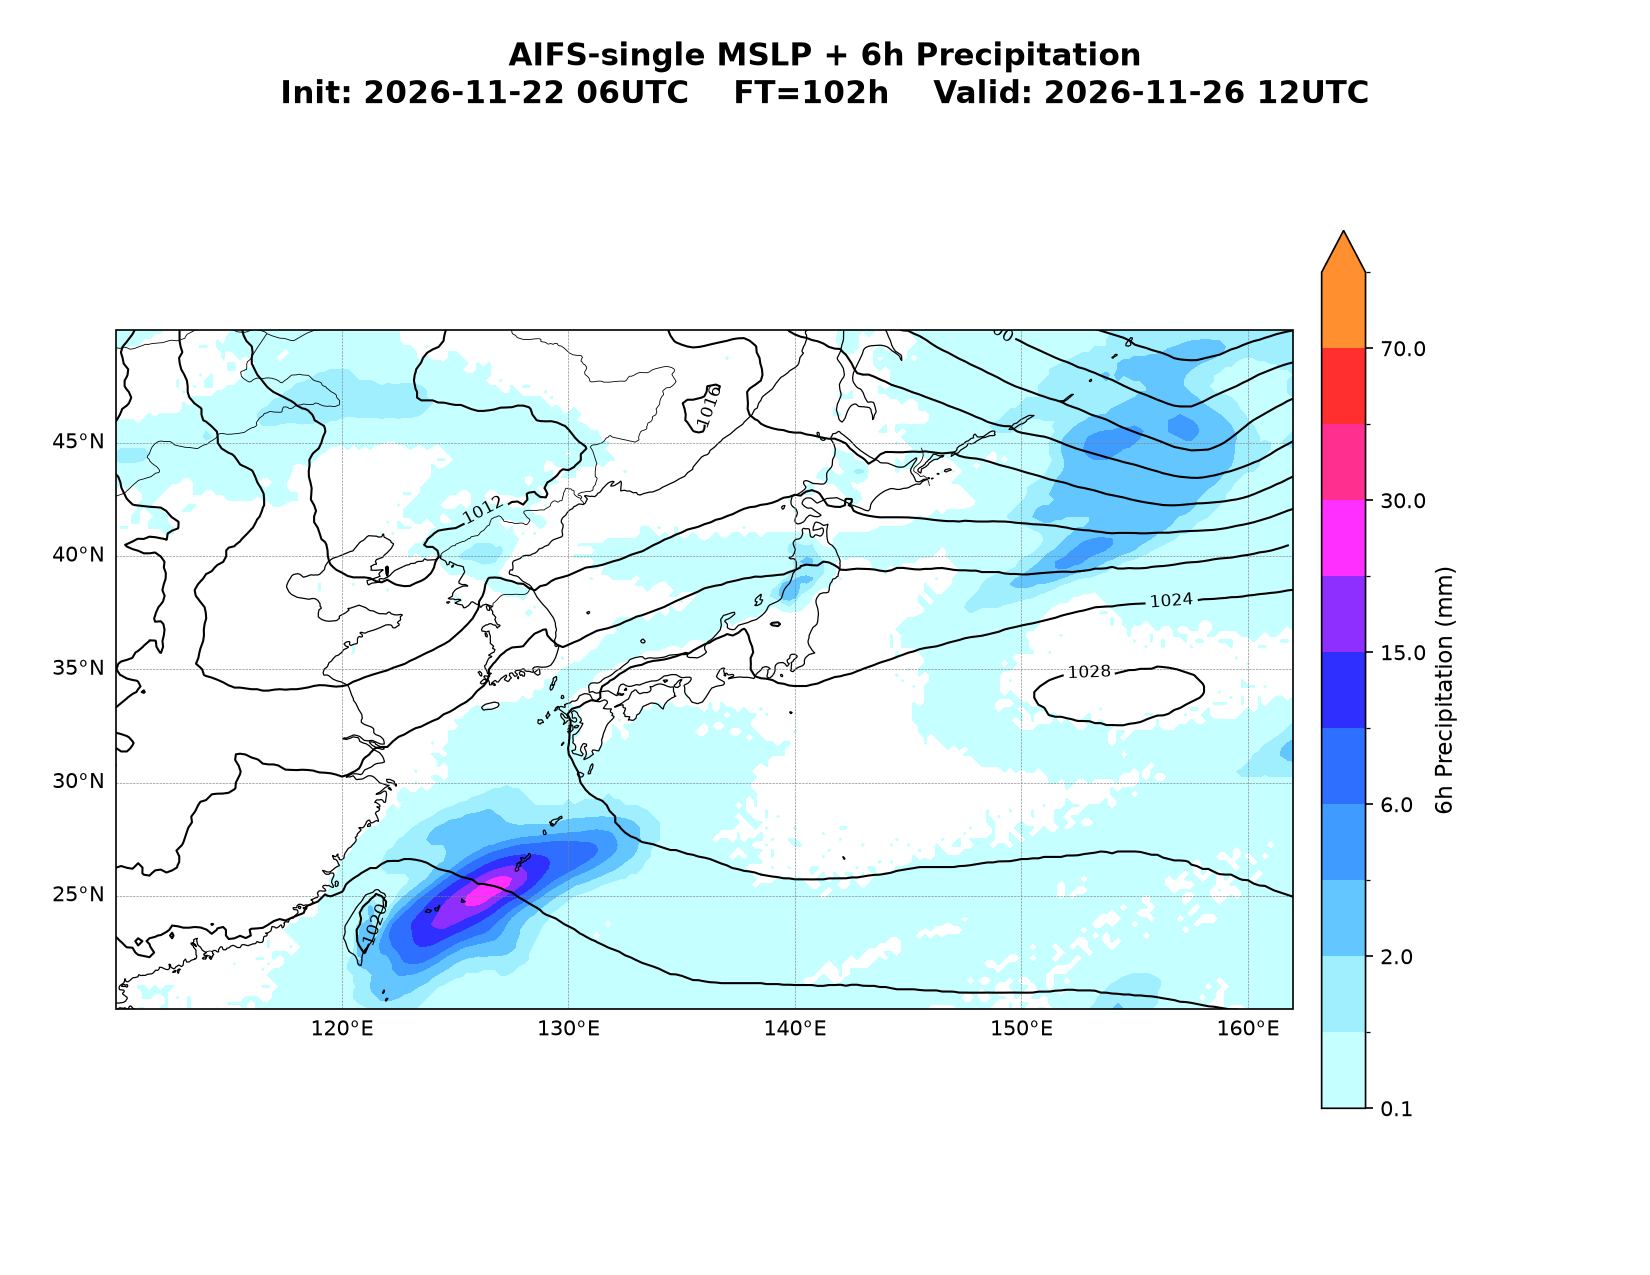 AIFS-single MSLP + 6h Precipitation
Init: 2026-11-22 06UTC    FT=102h    Valid: 2026-11-26 12UTC
45°N
40°N
35°N
30°N
25°N
120°E
130°E
140°E
150°E
160°E
1016
1012
1024
1028
1020
70.0
30.0
15.0
6.0
2.0
0.1
6h Precipitation (mm)